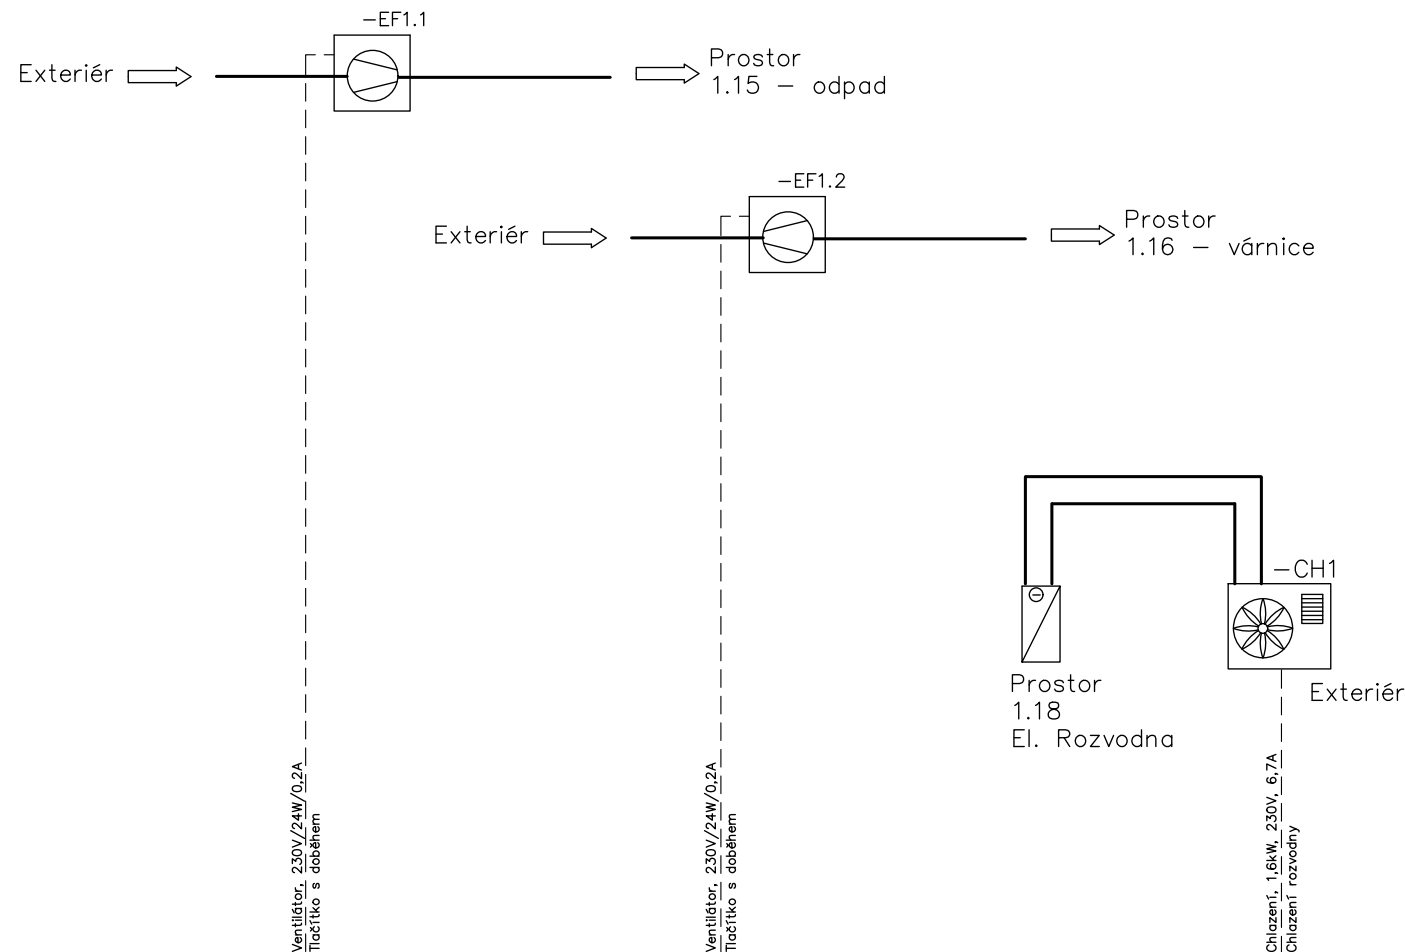 -EF1.1
Exteriér
Prostor
1.15 - odpad
-EF1.2
Exteriér
Prostor
1.16 - várnice
-CH1
Prostor
1.18
El. Rozvodna
Exteriér
Ventilátor, 230V/24W/0,2A
Tlačítko s doběhem
Ventilátor, 230V/24W/0,2A
Tlačítko s doběhem
Chlazení, 1,6kW, 230V, 6,7A
Chlazení rozvodny